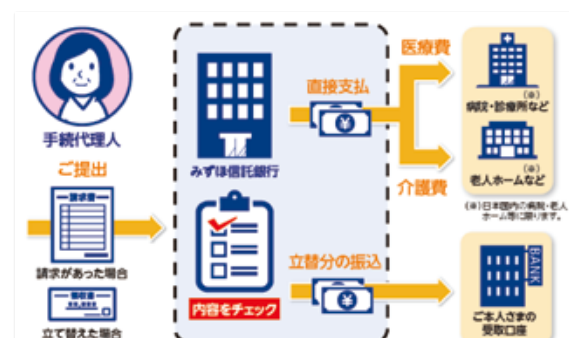 手続代理人
ご提出
請求書
請求があった場合
領収書
立て替えた場合
みずほ信託銀行
内容をチェック
直接支払
¥
立替分の振込
¥
医療費
介護費
(※)
病院・診療所など
(※)
老人ホームなど
(※)日本国内の病院・老人
ホーム等に限ります。
BANK
ご本人さまの
受取口座